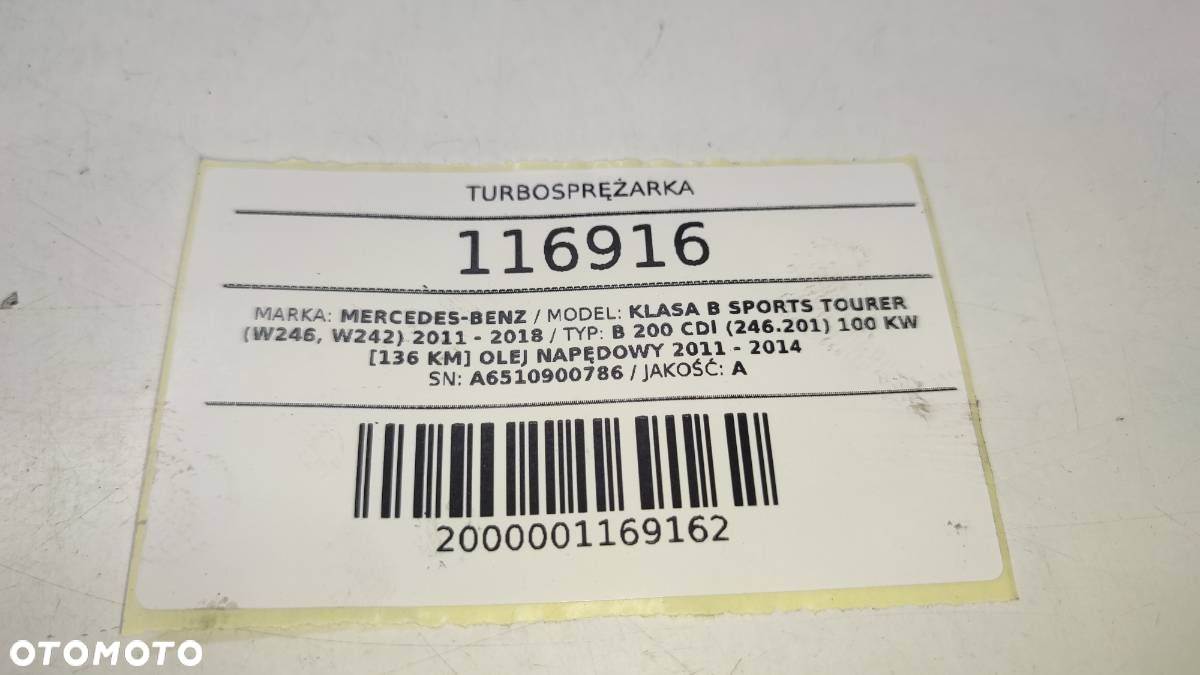 TURBOSPRĘŻARKA
116916
MARKA: MERCEDES-BENZ / MODEL: KLASA B SPORTS TOURER
(W246, W242) 2011 - 2018 / TYP: B 200 CDI (246.201) 100 KW
[136 KM] OLEJ NAPĘDOWY 2011 - 2014
SN: A6510900786 / JAKOŚĆ: A
2000001169162
OTOMOTO